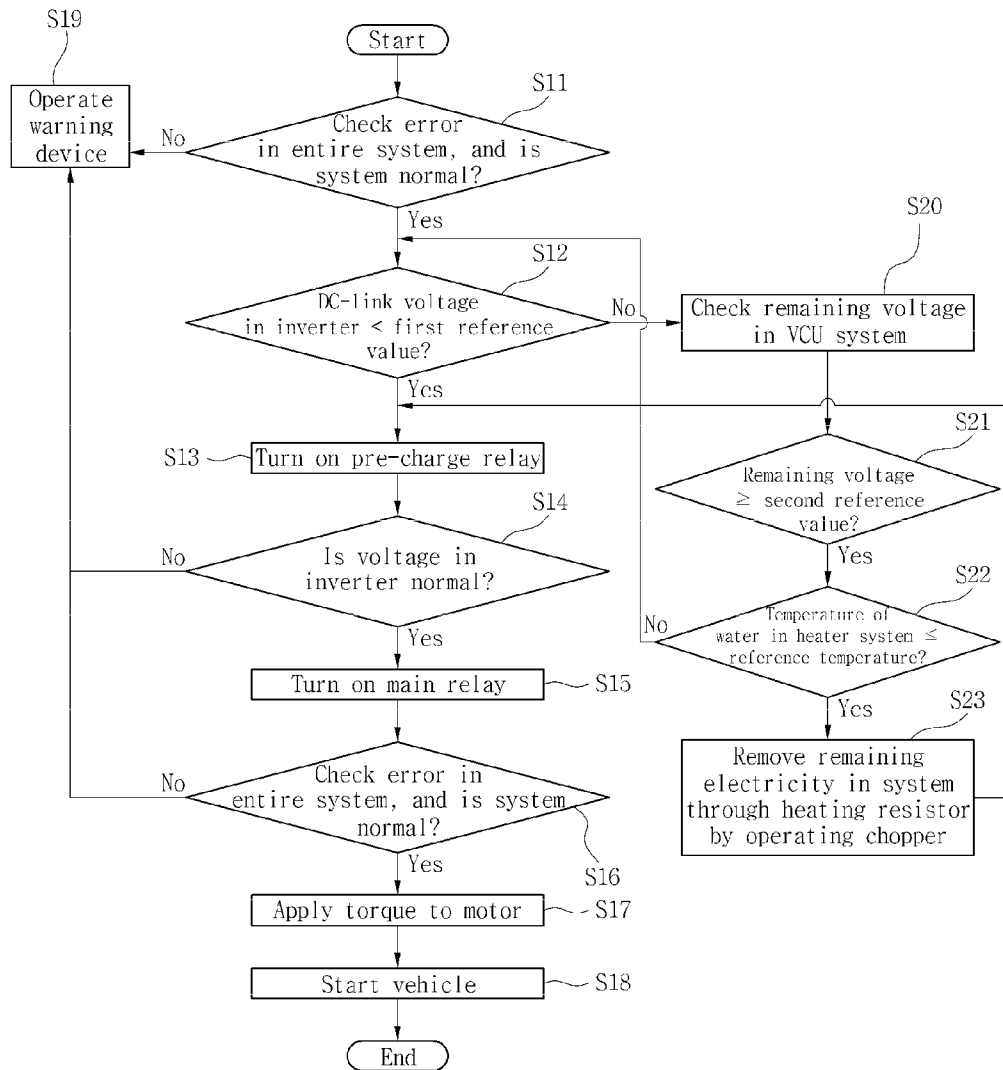 S19
Start
Operate
warning
device
S11
Check error
in entire system, and is
system normal?
No
Yes
S20
S12
DC-link voltage
in inverter < first reference
value?
No
Check remaining voltage
in VCU system
Yes
S21
S13
Turn on pre-charge relay
Remaining voltage
≥ second reference
value?
S14
No
Is voltage in
inverter normal?
Yes
S22
Temperature of
water in heater system ≤
reference temperature?
No
Yes
Turn on main relay
S15
Yes
S23
No
Check error in
entire system, and is system
normal?
Remove remaining
electricity in system
through heating resistor
by operating chopper
Yes
S16
Apply torque to motor
S17
Start vehicle
S18
End